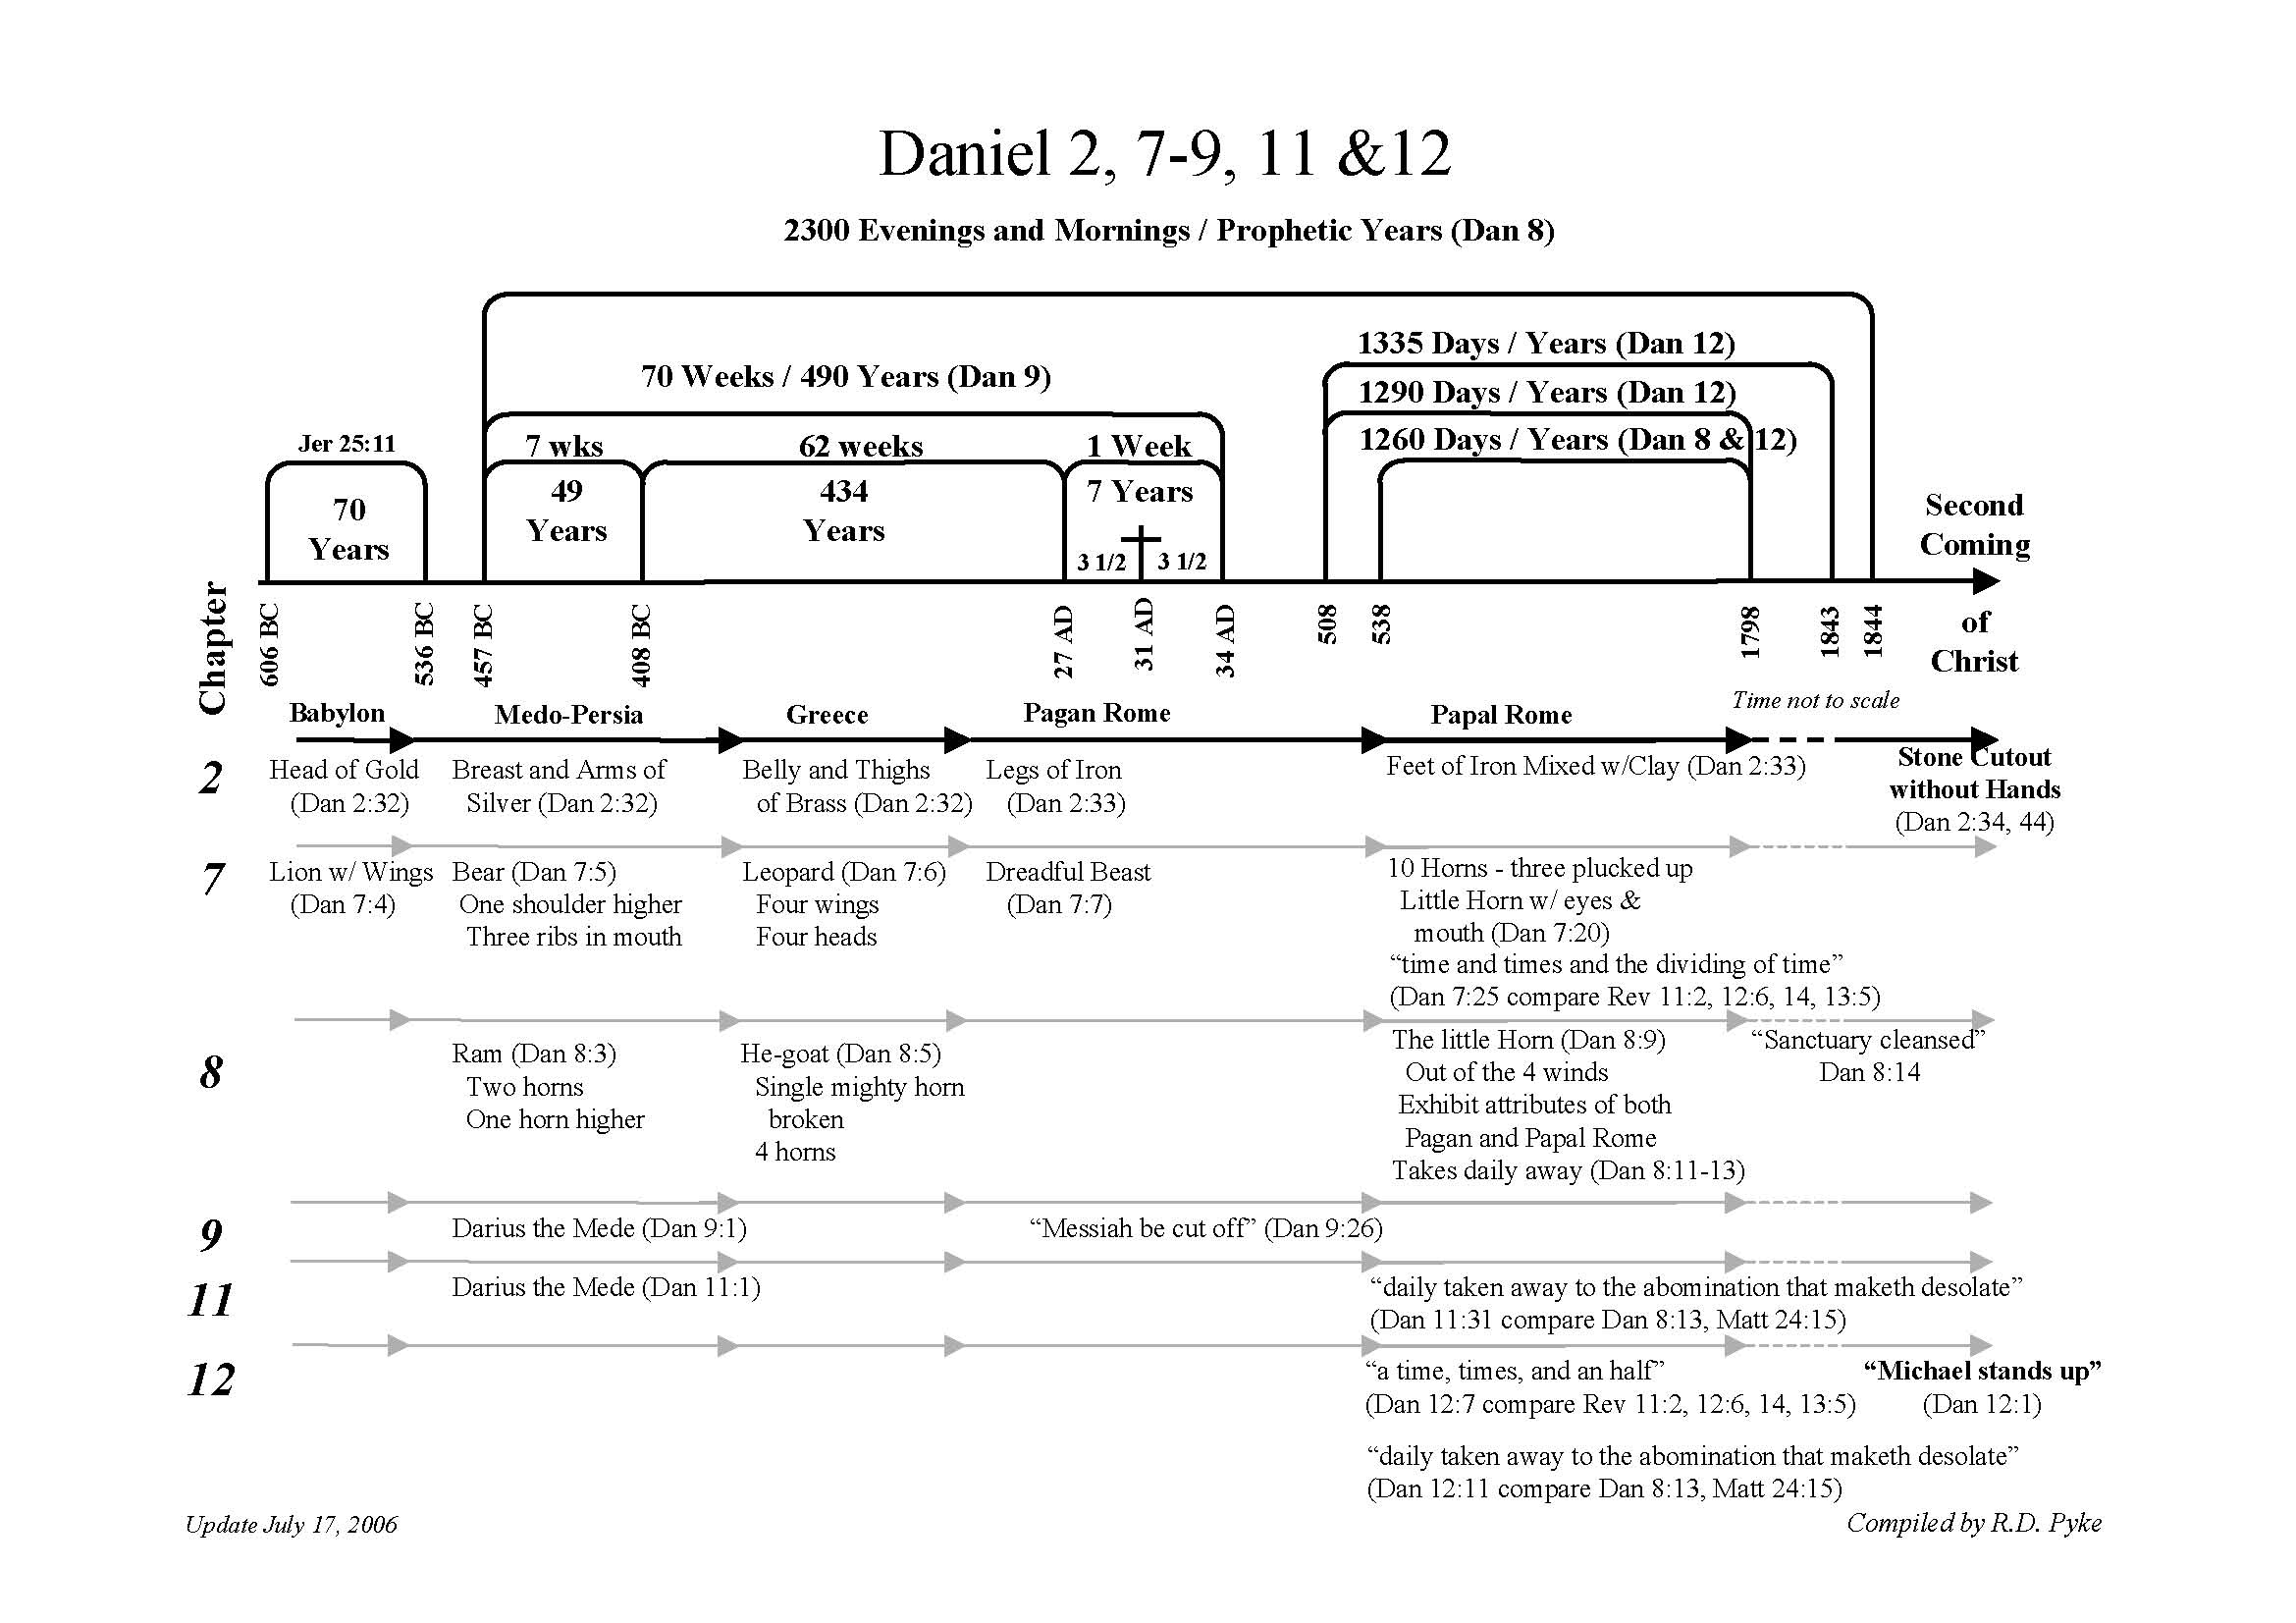 Daniel 2, 7-9, 11 &12
2300 Evenings and Mornings / Prophetic Years (Dan 8)
1335 Days / Years (Dan 12)
70 Weeks / 490 Years (Dan 9)
1290 Days / Years (Dan 12)
1260 Days / Years (Dan 8 & 12)
Jer 25:11
70
Years
7 wks
49
Years
62 weeks
434
Years
1 Week
7 Years
3 1/2
3 1/2
Second
Coming
of
Christ
Chapter
606 BC
536 BC
457 BC
408 BC
27 AD
31 AD
34 AD
508
538
1798
1843
1844
Time not to scale
Babylon
Medo-Persia
Greece
Pagan Rome
Papal Rome
2
Head of Gold
(Dan 2:32)
Breast and Arms of
Silver (Dan 2:32)
Belly and Thighs
of Brass (Dan 2:32)
Legs of Iron
(Dan 2:33)
Feet of Iron Mixed w/Clay (Dan 2:33)
Stone Cutout
without Hands
(Dan 2:34, 44)
7
Lion w/ Wings
(Dan 7:4)
Bear (Dan 7:5)
One shoulder higher
Three ribs in mouth
Leopard (Dan 7:6)
Four wings
Four heads
Dreadful Beast
(Dan 7:7)
10 Horns - three plucked up
Little Horn w/ eyes &
mouth (Dan 7:20)
“time and times and the dividing of time”
(Dan 7:25 compare Rev 11:2, 12:6, 14, 13:5)
8
Ram (Dan 8:3)
Two horns
One horn higher
He-goat (Dan 8:5)
Single mighty horn
broken
4 horns
The little Horn (Dan 8:9)
Out of the 4 winds
Exhibit attributes of both
Pagan and Papal Rome
Takes daily away (Dan 8:11-13)
“Sanctuary cleansed”
Dan 8:14
9
Darius the Mede (Dan 9:1)
“Messiah be cut off” (Dan 9:26)
11
Darius the Mede (Dan 11:1)
“daily taken away to the abomination that maketh desolate”
(Dan 11:31 compare Dan 8:13, Matt 24:15)
12
“a time, times, and an half”
(Dan 12:7 compare Rev 11:2, 12:6, 14, 13:5)
“Michael stands up”
(Dan 12:1)
“daily taken away to the abomination that maketh desolate”
(Dan 12:11 compare Dan 8:13, Matt 24:15)
Update July 17, 2006
Compiled by R.D. Pyke